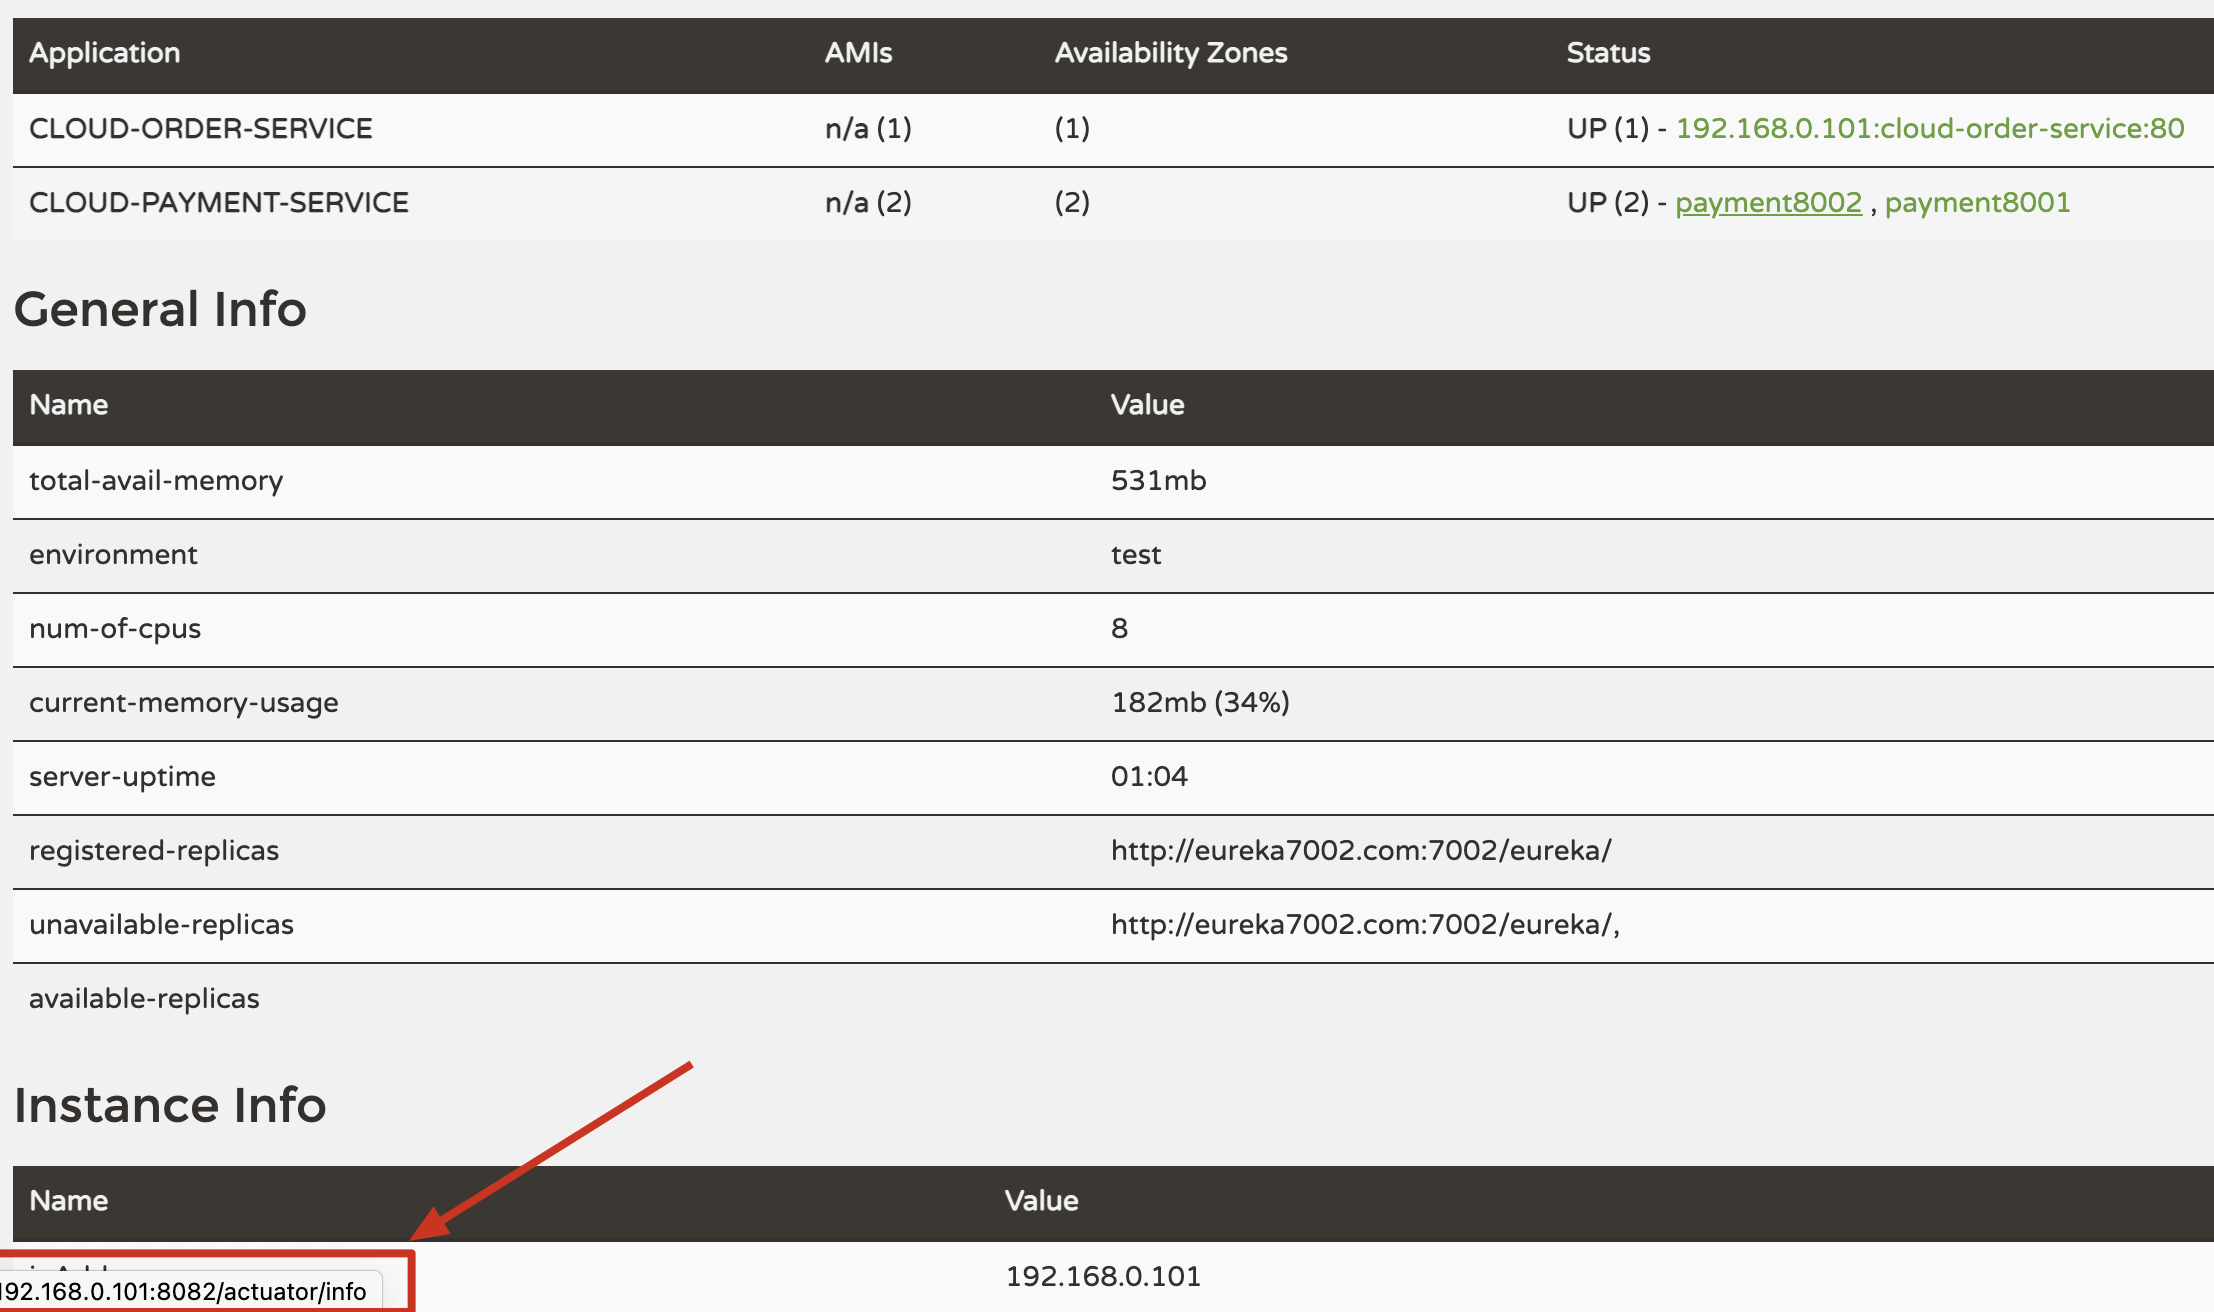 Application AMIs Availability Zones Status
CLOUD-ORDER-SERVICE n/a (1) (1) UP (1) - 192.168.0.101:cloud-order-service:80
CLOUD-PAYMENT-SERVICE n/a (2) (2) UP (2) - payment8002 , payment8001
General Info
Name Value
total-avail-memory 531mb
environment test
num-of-cpus 8
current-memory-usage 182mb (34%)
server-uptime 01:04
registered-replicas http://eureka7002.com:7002/eureka/
unavailable-replicas http://eureka7002.com:7002/eureka/,
available-replicas
Instance Info
Name Value
192.168.0.101
192.168.0.101:8082/actuator/info